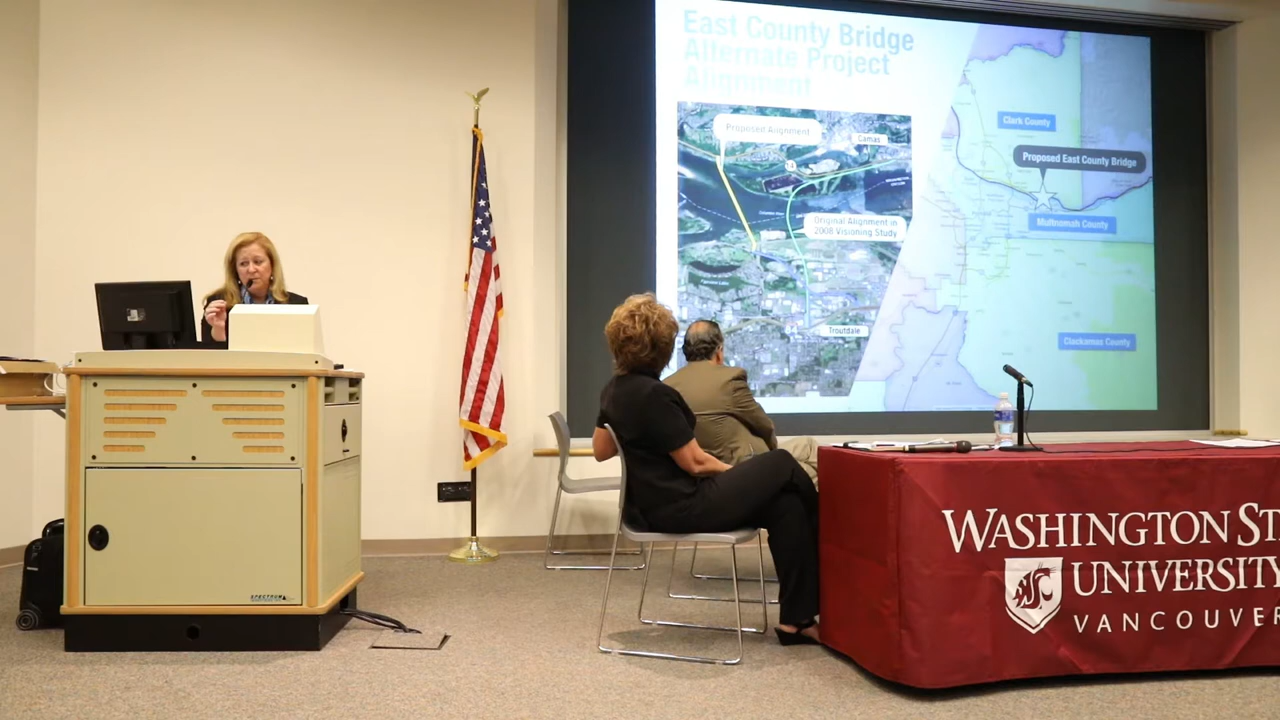 East County Bridge
Alternate Project
Alignment
Proposed Alignment
Camas
Original Alignment in
2008 Visioning Study
Troutdale
Clark County
Proposed East County Bridge
Multnomah County
Clackamas County
SPECTRUM
WASHINGTON ST
UNIVERSITY
VANCOUVER